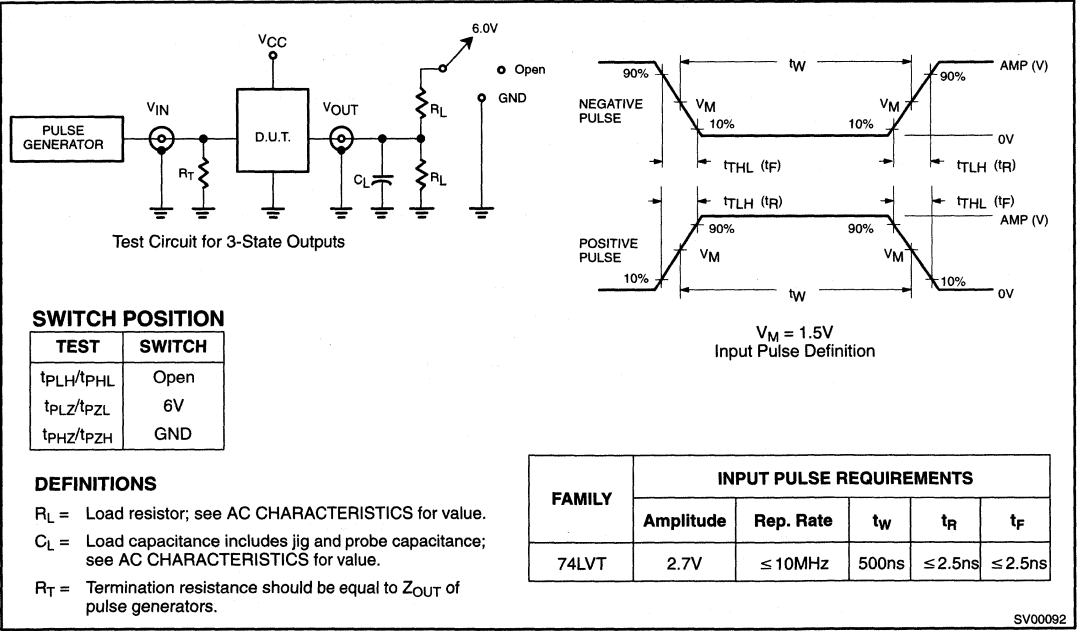 6.0V
VCC
Open
GND
VIN
VOUT
RL
PULSE
GENERATOR
D.U.T.
RT
CL
RL
Test Circuit for 3-State Outputs
tW
90%
90%
AMP (V)
NEGATIVE
PULSE
VM
VM
10%
10%
0V
tTHL (tF)
tTLH (tR)
tTLH (tR)
tTHL (tF)
AMP (V)
90%
90%
POSITIVE
PULSE
VM
VM
10%
10%
tW
0V
VM = 1.5V
Input Pulse Definition
SWITCH POSITION
TEST SWITCH
tPLH/tPHL Open
tPLZ/tPZL 6V
tPHZ/tPZH GND
DEFINITIONS
RL = Load resistor; see AC CHARACTERISTICS for value.
CL = Load capacitance includes jig and probe capacitance;
see AC CHARACTERISTICS for value.
RT = Termination resistance should be equal to ZOUT of
pulse generators.
FAMILY
INPUT PULSE REQUIREMENTS
Amplitude Rep. Rate tW tR tF
74LVT 2.7V ≤10MHz 500ns ≤2.5ns ≤2.5ns
SV00092